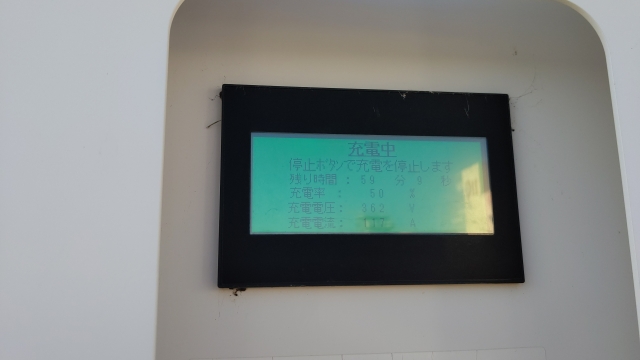 充電中
停止ボタンで充電を停止します
残り時間 : 59 分 秒
充電率 : 50 %
充電電圧 : 362 V
充電電流 : A